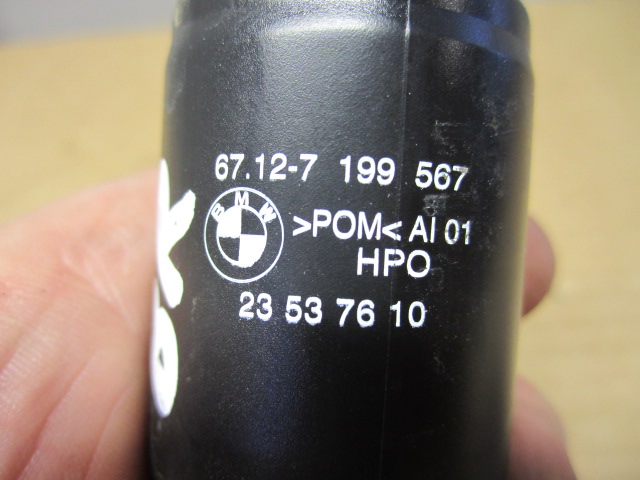 67.12-7 199 567
BMW
>POM< AI 01
HPO
23 53 76 10